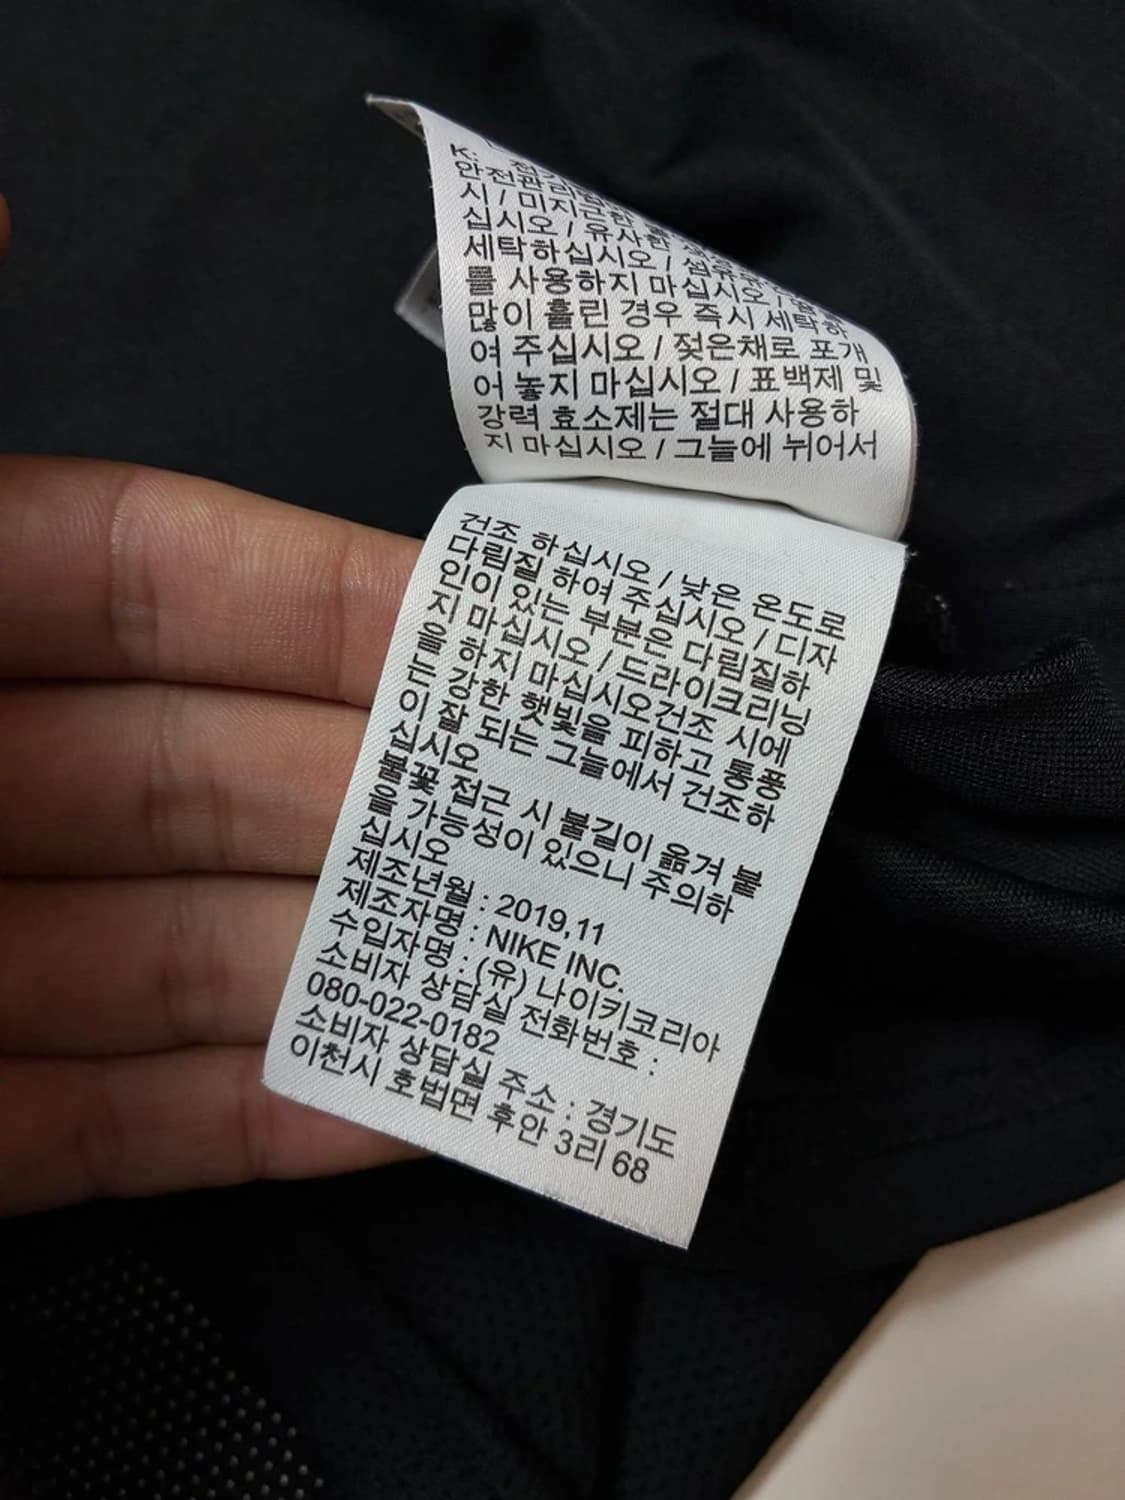 K: 전기
안전관리
시 / 미지근한
십시오 / 유사한 색
세탁하십시오 / 섬유
를 사용하지 마십시오 /
많이 흘린 경우 즉시 세탁하
여 주십시오 / 젖은채로 포개
어 놓지 마십시오 / 표백제 및
강력 효소제는 절대 사용하
지 마십시오 / 그늘에 뉘어서
건조 하십시오 / 낮은 온도로
다림질 하여 주십시오 / 디자
인이 있는 부분은 다림질하
지 마십시오 / 드라이크리닝
을 하지 마십시오건조 시에
는 강한 햇빛을 피하고 통풍
이 잘 되는 그늘에서 건조하
십시오
불꽃 접근 시 불길이 옮겨 붙
을 가능성이 있으니 주의하
십시오
제조년월 : 2019.11
제조자명 : NIKE INC.
수입자명 : (유) 나이키코리아
소비자 상담실 전화번호 :
080-022-0182
소비자 상담실 주소 : 경기도
이천시 호법면 후안 3리 68